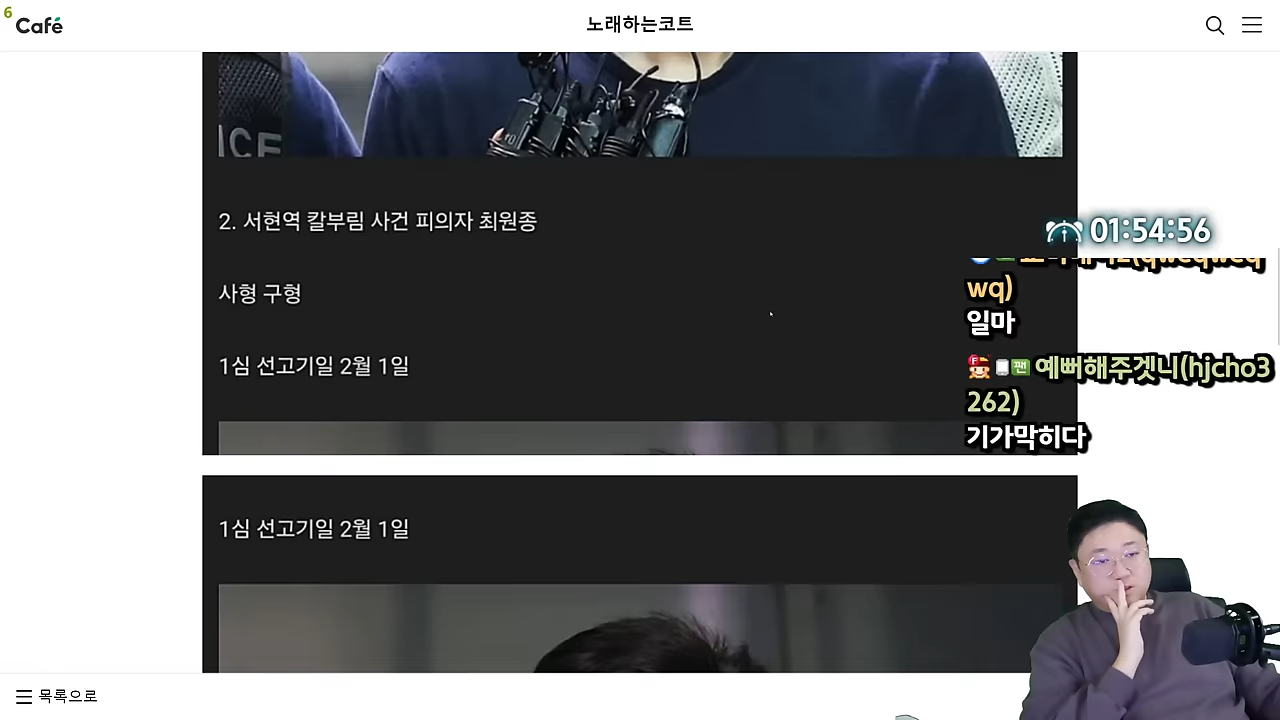 6
Café
노래하는코트
ICE
2. 서현역 칼부림 사건 피의자 최원종
01:54:56
사형 구형
wq)
일마
1심 선고기일 2월 1일
팬 예뻐해주겟니(hjcho3
262)
기가막히다
1심 선고기일 2월 1일
목록으로